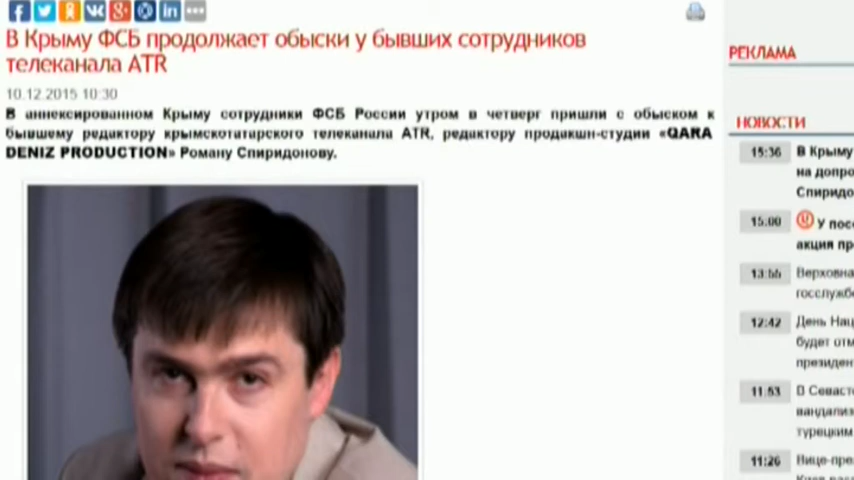 В Крыму ФСБ продолжает обыски у бывших сотрудников
телеканала ATR
10.12.2015 10:30
В аннексированном Крыму сотрудники ФСБ России утром в четверг пришли с обыском к
бывшему редактору крымскотатарского телеканала ATR, редактору продакшн-студии «QARA
DENIZ PRODUCTION» Роману Спиридонову.
РЕКЛАМА
НОВОСТИ
15:36 В Крыму
на допро
Спиридо
15:00 У посо
акция пр
13:55 Верховна
госслужб
12:42 День Нац
будет отм
президен
11:53 В Севаст
вандализ
турецким
11:26 Вице-пре